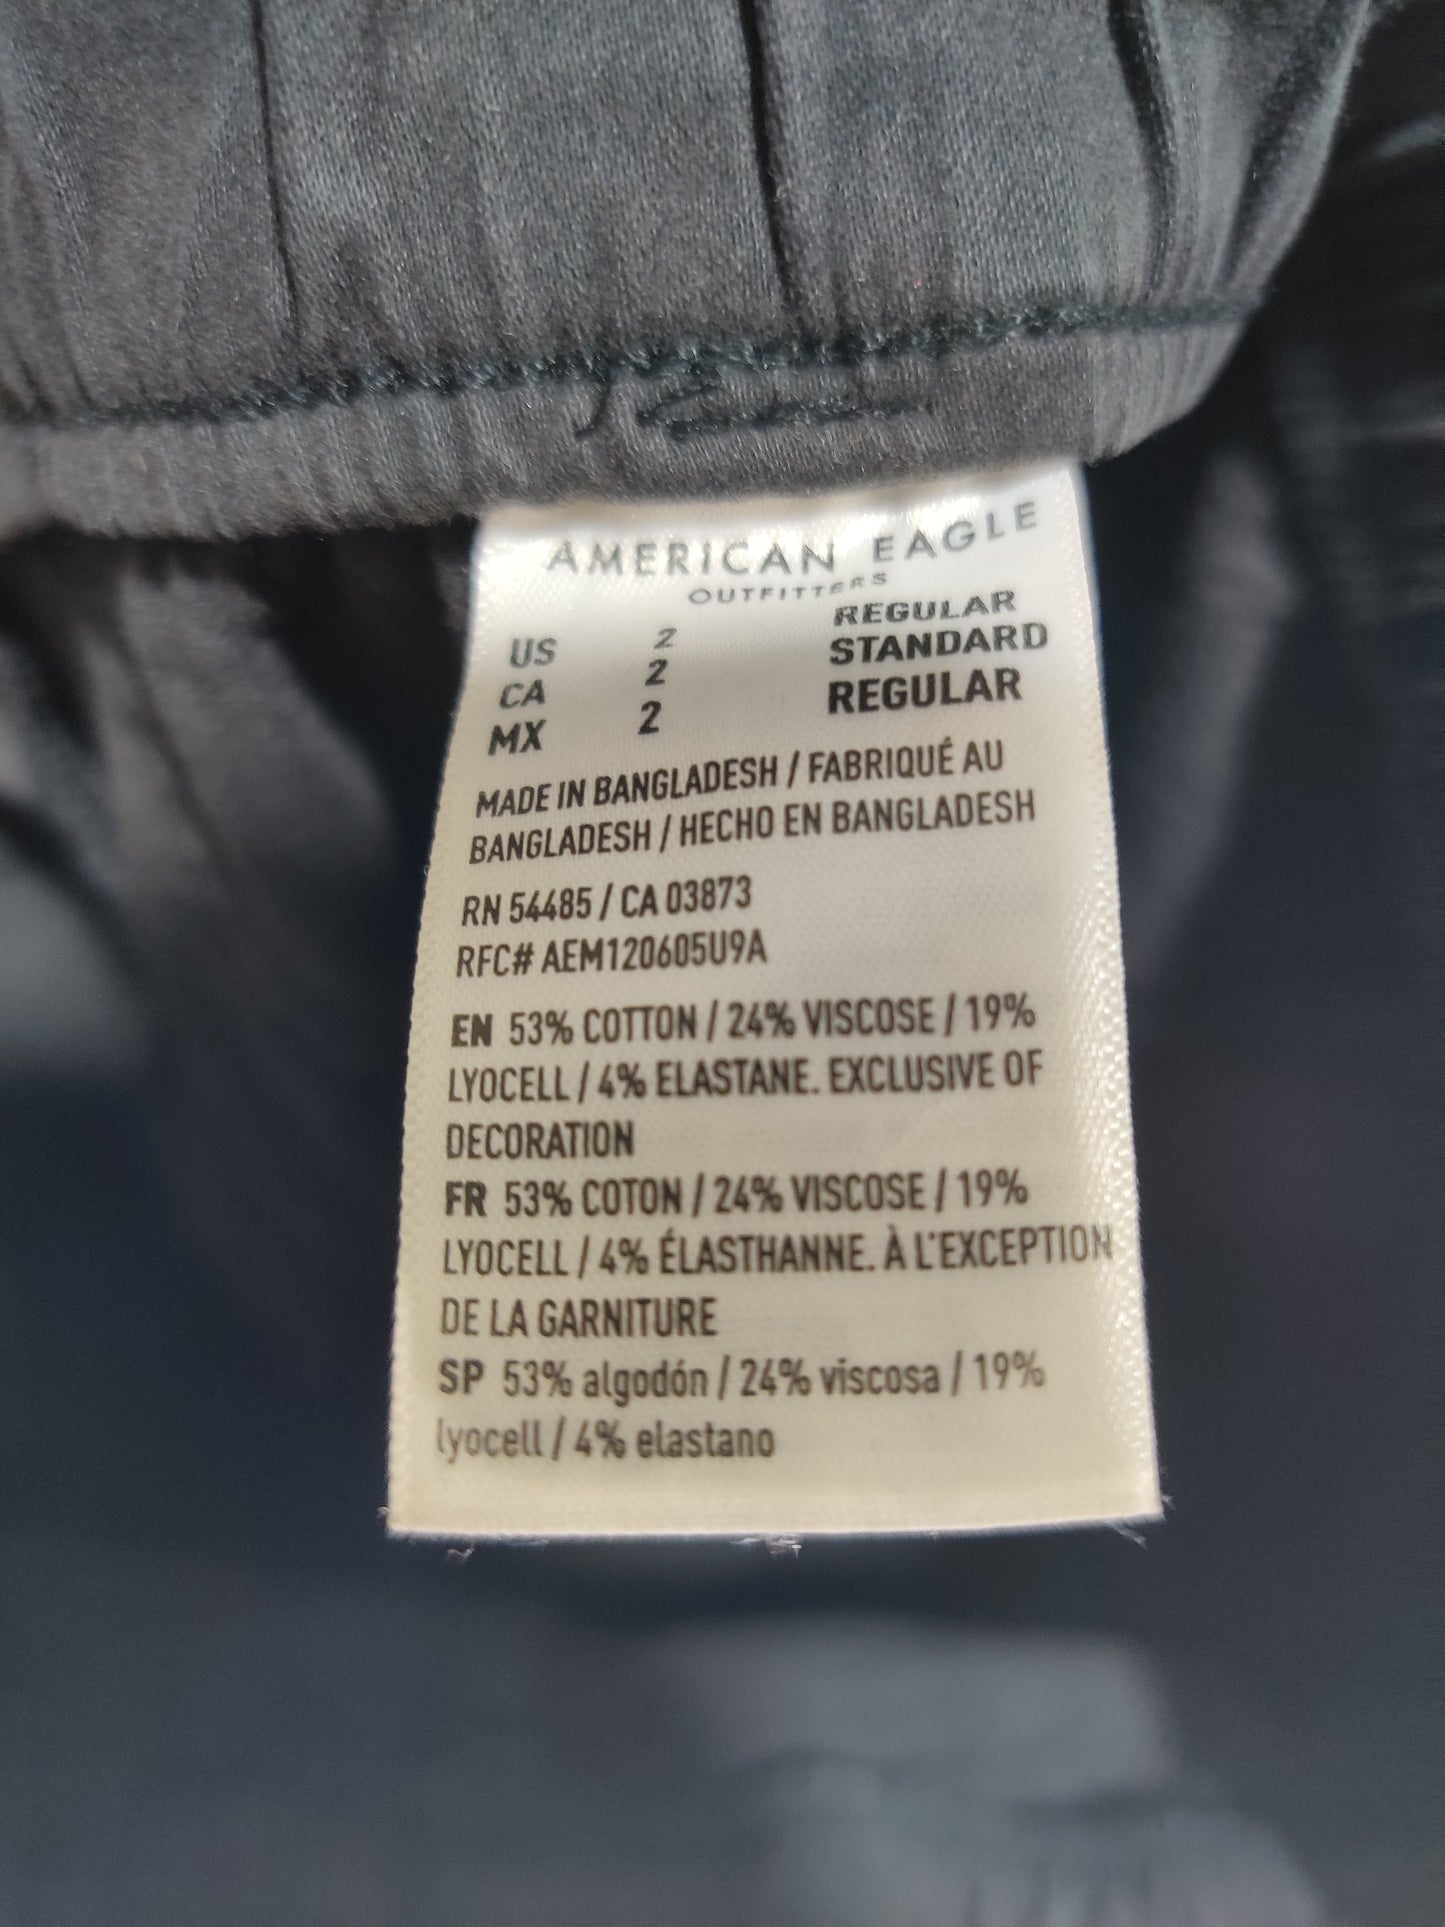 AMERICAN EAGLE
OUTFITTERS
US 2 REGULAR
CA 2 STANDARD
MX 2 REGULAR
MADE IN BANGLADESH / FABRIQUÉ AU
BANGLADESH / HECHO EN BANGLADESH
RN 54485 / CA 03873
RFC# AEM120605U9A
EN 53% COTTON / 24% VISCOSE / 19%
LYOCELL / 4% ELASTANE. EXCLUSIVE OF
DECORATION
FR 53% COTON / 24% VISCOSE / 19%
LYOCELL / 4% ÉLASTHANNE. À L'EXCEPTION
DE LA GARNITURE
SP 53% algodón / 24% viscosa / 19%
lyocell / 4% elastano